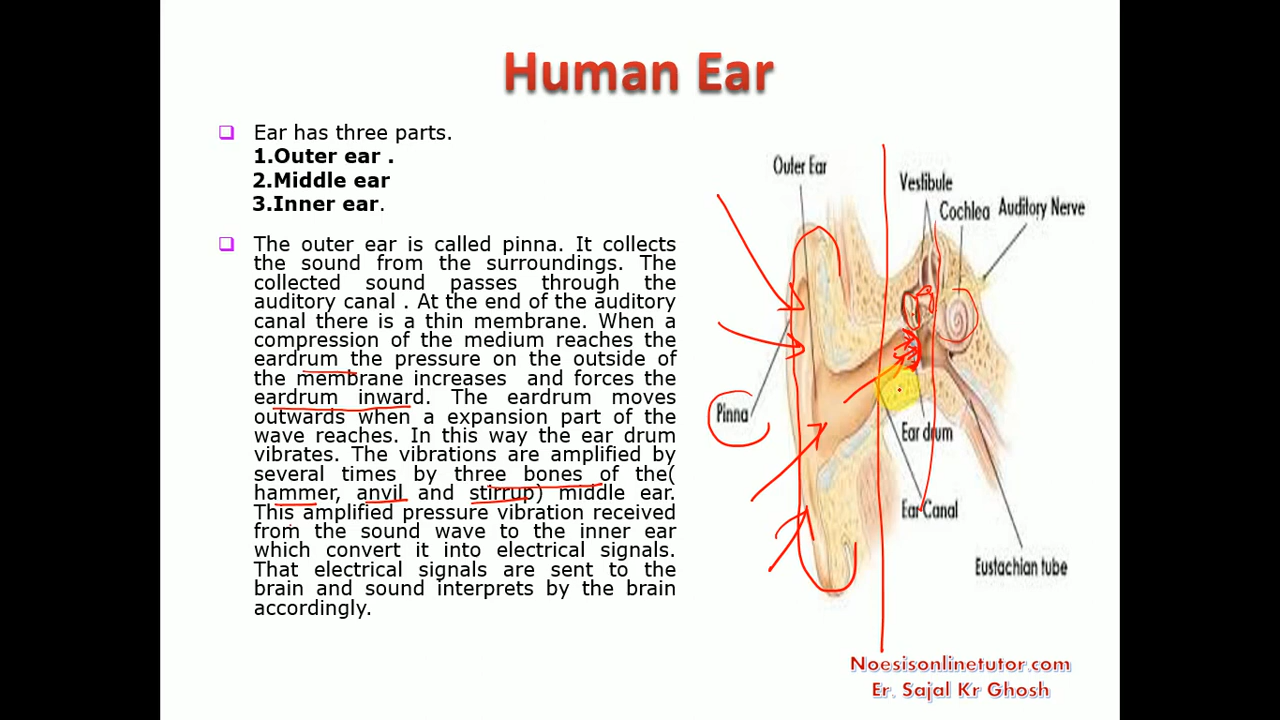 Human Ear
Ear has three parts.
1.Outer ear .
2.Middle ear
3.Inner ear.
The outer ear is called pinna. It collects
the sound from the surroundings. The
collected sound passes through the
auditory canal . At the end of the auditory
canal there is a thin membrane. When a
compression of the medium reaches the
eardrum the pressure on the outside of
the membrane increases and forces the
eardrum inward. The eardrum moves
outwards when a expansion part of the
wave reaches. In this way the ear drum
vibrates. The vibrations are amplified by
several times by three bones of the(
hammer, anvil and stirrup) middle ear.
This amplified pressure vibration received
from the sound wave to the inner ear
which convert it into electrical signals.
That electrical signals are sent to the
brain and sound interprets by the brain
accordingly.
Outer Ear
Vestibule
Cochlea
Auditory Nerve
Pinna
Ear drum
Ear Canal
Eustachian tube
Noesisonlinetutor.com
Er. Sajal Kr Ghosh